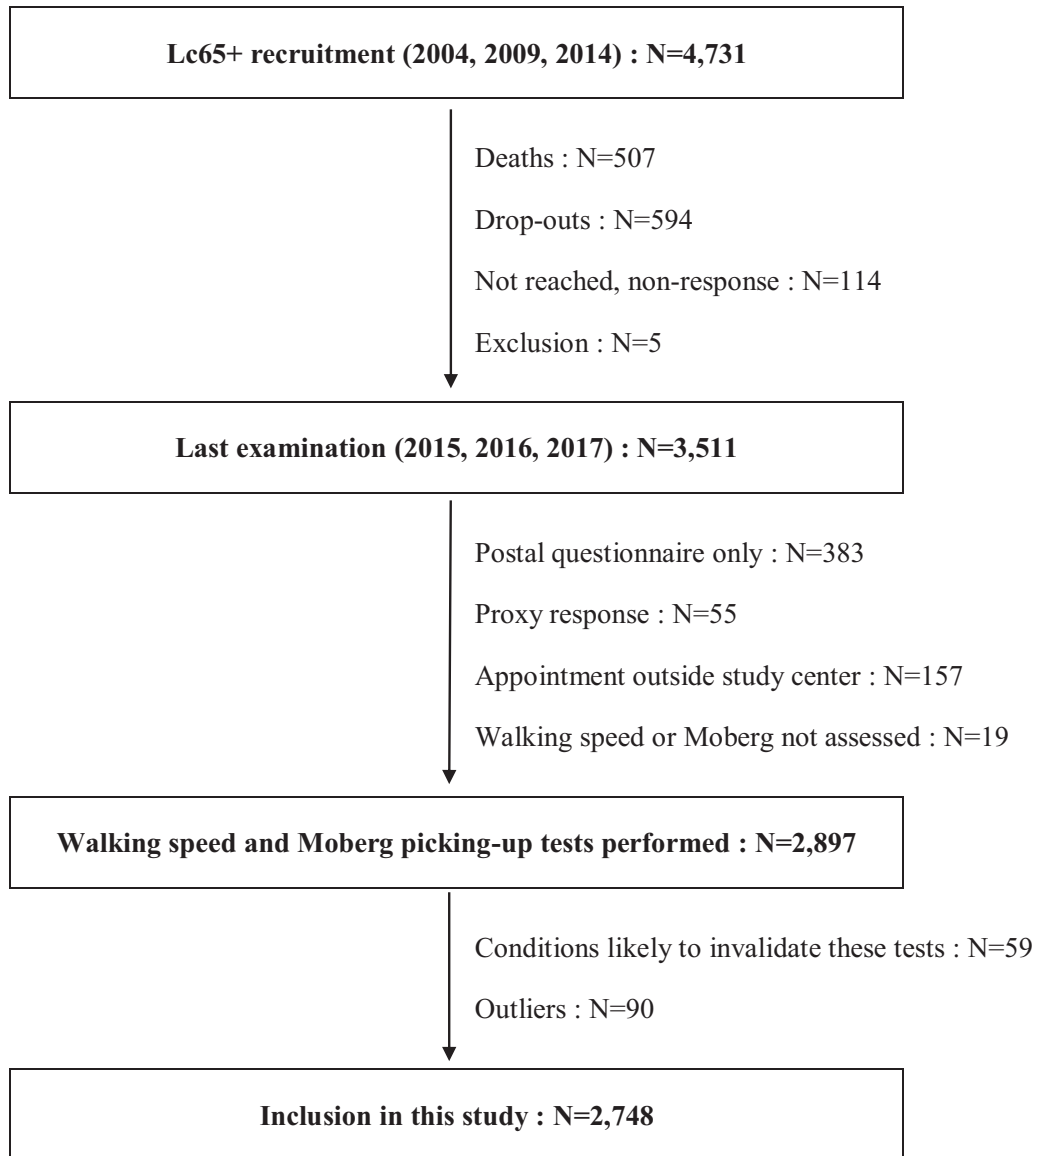 Lc65+ recruitment (2004, 2009, 2014) : N=4,731
Deaths : N=507
Drop-outs : N=594
Not reached, non-response : N=114
Exclusion : N=5
Last examination (2015, 2016, 2017) : N=3,511
Postal questionnaire only : N=383
Proxy response : N=55
Appointment outside study center : N=157
Walking speed or Moberg not assessed : N=19
Walking speed and Moberg picking-up tests performed : N=2,897
Conditions likely to invalidate these tests : N=59
Outliers : N=90
Inclusion in this study : N=2,748